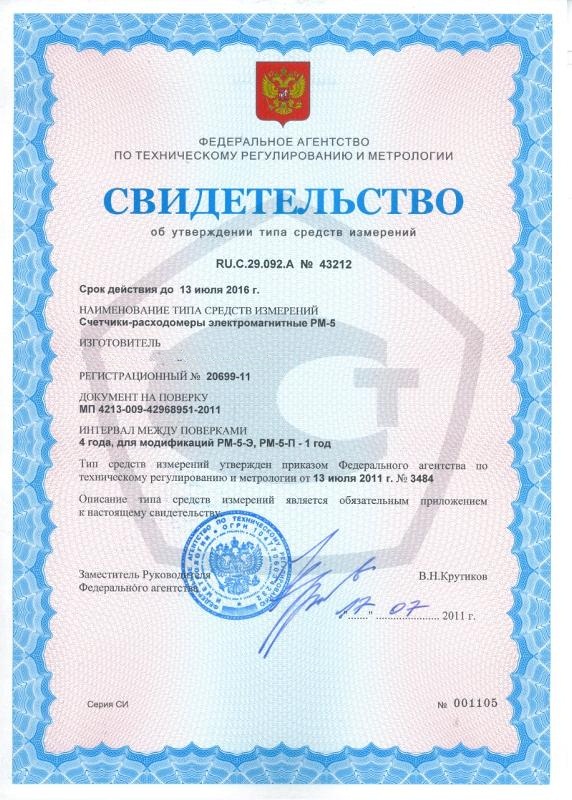 ФЕДЕРАЛЬНОЕ АГЕНТСТВО
ПО ТЕХНИЧЕСКОМУ РЕГУЛИРОВАНИЮ И МЕТРОЛОГИИ
СВИДЕТЕЛЬСТВО
об утверждении типа средств измерений
RU.C.29.092.A № 43212
Срок действия до 13 июля 2016 г.
НАИМЕНОВАНИЕ ТИПА СРЕДСТВ ИЗМЕРЕНИЙ
Счетчики-расходомеры электромагнитные РМ-5
ИЗГОТОВИТЕЛЬ
РЕГИСТРАЦИОННЫЙ № 20699-11
ДОКУМЕНТ НА ПОВЕРКУ
МП 4213-009-42968951-2011
ИНТЕРВАЛ МЕЖДУ ПОВЕРКАМИ
4 года, для модификаций РМ-5-Э, РМ-5-П - 1 год
Тип средств измерений утвержден приказом Федерального агентства по
техническому регулированию и метрологии от 13 июля 2011 г. № 3484
Описание типа средств измерений является обязательным приложением
к настоящему свидетельству.
Заместитель Руководителя
Федерального агентства
В.Н.Крутиков
"17" 07 2011 г.
Серия СИ
№ 001105